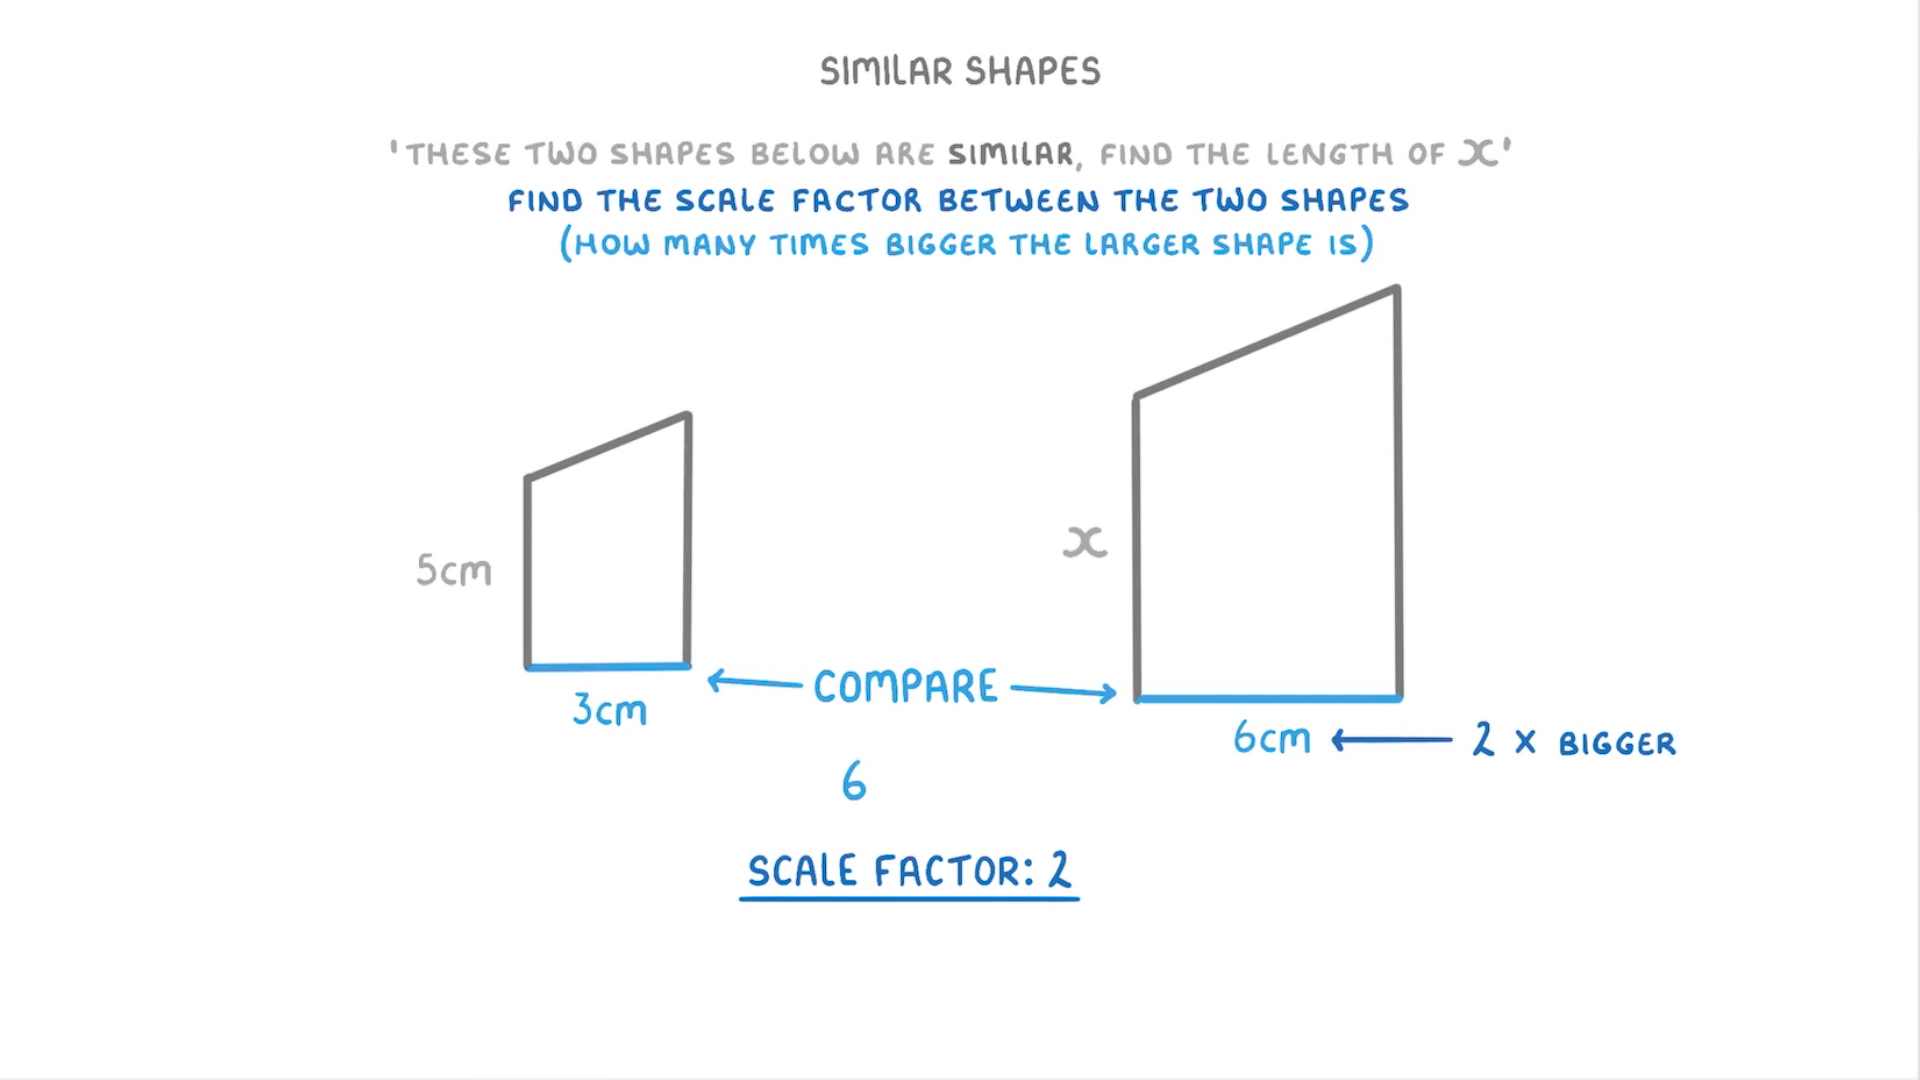 SIMILAR SHAPES
'THESE TWO SHAPES BELOW ARE SIMILAR, FIND THE LENGTH OF x'
FIND THE SCALE FACTOR BETWEEN THE TWO SHAPES
(HOW MANY TIMES BIGGER THE LARGER SHAPE IS)
5cm
x
COMPARE
3cm
6cm
2 x BIGGER
6
SCALE FACTOR: 2